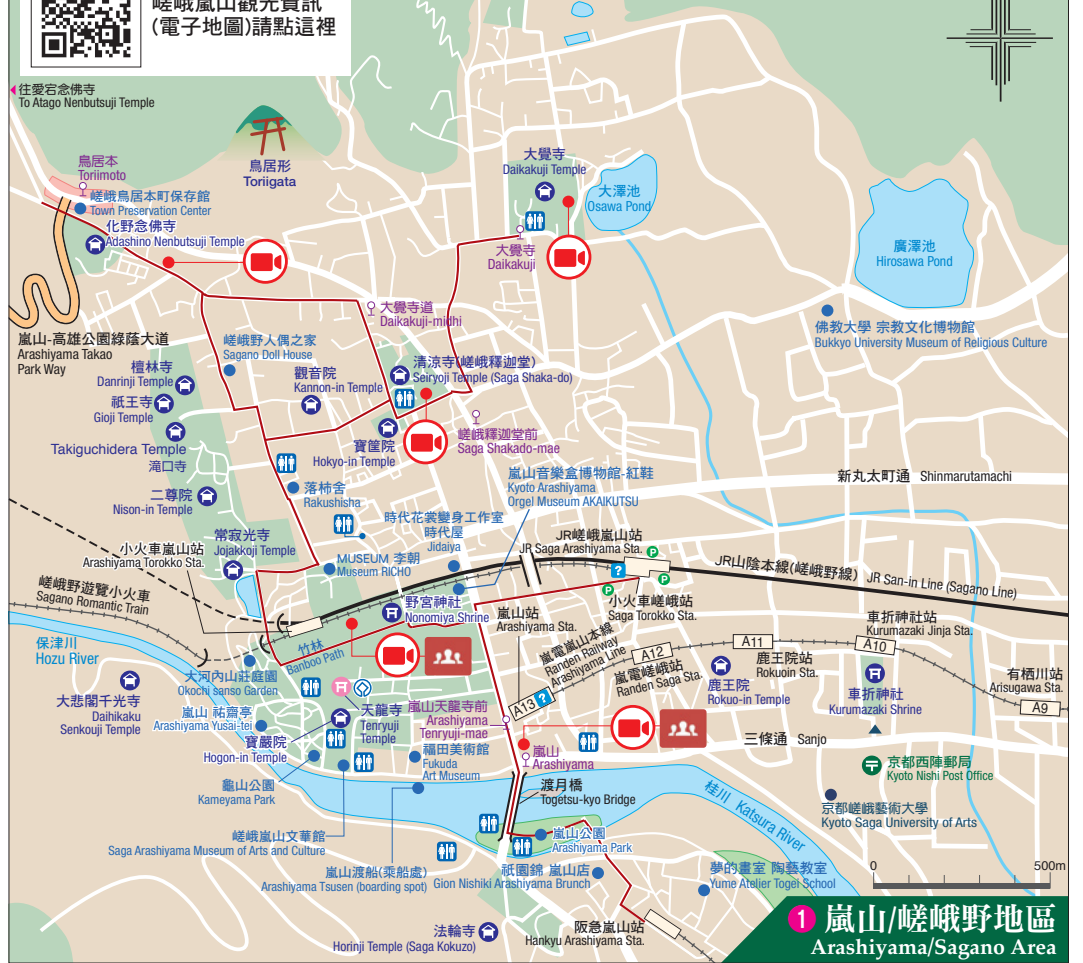 嵯峨嵐山観光資訊
(電子地圖)請點這裡
往愛宕念佛寺
To Atago Nenbutsuji Temple
鳥居形
Toriigata
鳥居本
Toriimoto
嵯峨鳥居本町保存館
Town Preservation Center
化野念佛寺
Adashino Nenbutsuji Temple
大覺寺
Daikakuji Temple
大澤池
Osawa Pond
大覺寺
Daikakuji
廣澤池
Hirosawa Pond
大覺寺道
Daikakuji-midhi
佛教大學 宗教文化博物館
Bukkyo University Museum of Religious Culture
嵐山-高雄公園綠蔭大道
Arashiyama Takao
Park Way
嵯峨野人偶之家
Sagano Doll House
檀林寺
Danrinji Temple
觀音院
Kannon-in Temple
清涼寺(嵯峨釋迦堂)
Seiryoji Temple (Saga Shaka-do)
祇王寺
Gioji Temple
Takiguchidera Temple
滝口寺
寶筐院
Hokyo-in Temple
嵯峨釋迦堂前
Saga Shakado-mae
二尊院
Nison-in Temple
落柿舍
Rakushisha
嵐山音樂盒博物館-紅鞋
Kyoto Arashiyama
Orgel Museum AKAIKUTSU
新丸太町通 Shinmarutamachi
時代花裳變身工作室
時代屋
Jidaiya
常寂光寺
Jojakkoji Temple
小火車嵐山站
Arashiyama Torokko Sta.
MUSEUM 李朝
Museum RICHO
JR嵯峨嵐山站
JR Saga Arashiyama Sta.
P
?
P
P
JR山陰本線(嵯峨野線) JR San-in Line (Sagano Line)
嵯峨野遊覽小火車
Sagano Romantic Train
野宮神社
Nonomiya Shrine
嵐山站
Arashiyama Sta.
小火車嵯峨站
Saga Torokko Sta.
車折神社站
Kurumazaki Jinja Sta.
保津川
Hozu River
竹林
Banboo Path
嵐電嵐山本線
Randen Railway
Arashiyama Line
A13
?
A12
A11
A10
A9
嵐電嵯峨站
Randen Saga Sta.
鹿王院站
Rokuoin Sta.
有栖川站
Arisugawa Sta.
大河內山莊庭園
Okochi sanso Garden
大悲閣千光寺
Daihikaku
Senkouji Temple
嵐山 祐齋亭
Arashiyama Yusai-tei
天龍寺
Tenryuji
Temple
嵐山天龍寺前
Arashiyama
Tenryuji-mae
鹿王院
Rokuo-in Temple
車折神社
Kurumazaki Shrine
寶嚴院
Hogon-in Temple
福田美術館
Fukuda
Art Museum
嵐山
Arashiyama
三條通 Sanjo
京都西陣郵局
Kyoto Nishi Post Office
龜山公園
Kameyama Park
渡月橋
Togetsu-kyo Bridge
桂川 Katsura River
京都嵯峨藝術大學
Kyoto Saga University of Arts
嵯峨嵐山文華館
Saga Arashiyama Museum of Arts and Culture
嵐山公園
Arashiyama Park
嵐山渡船(乘船處)
Arashiyama Tsusen (boarding spot)
祇園錦 嵐山店
Gion Nishiki Arashiyama Brunch
夢的畫室 陶藝教室
Yume Atelier Togei School
0 500m
法輪寺
Horinji Temple (Saga Kokuzo)
阪急嵐山站
Hankyu Arashiyama Sta.
1 嵐山/嵯峨野地區
Arashiyama/Sagano Area